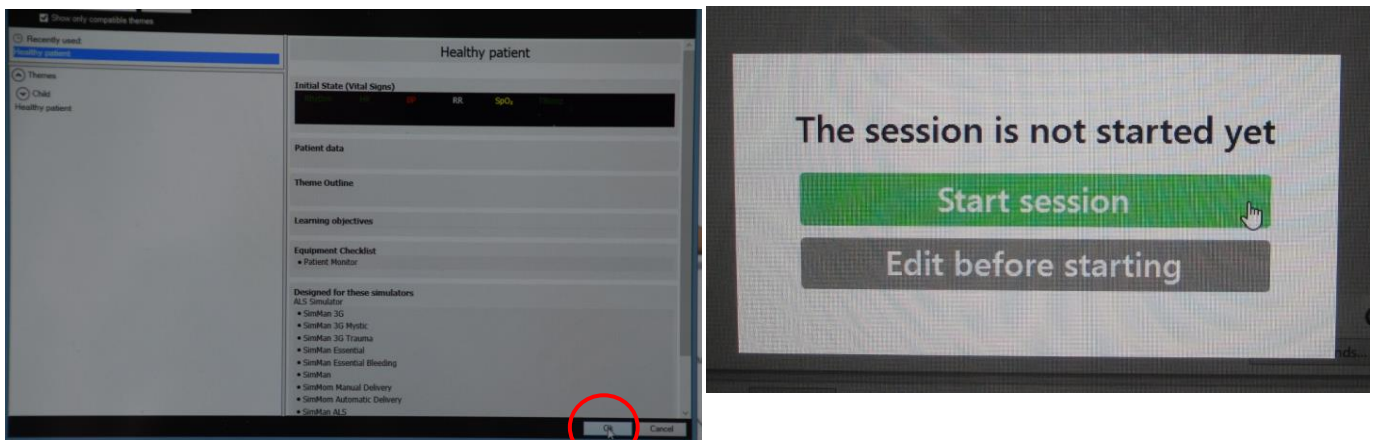 Show only compatible themes
Recently used:
Healthy patient
Themes
Child
Healthy patient
Healthy patient
Initial State (Vital Signs)
Rhythm HR BP RR SpO₂
Patient data
Theme Outline
Learning objectives
Equipment Checklist
• Patient Monitor
Designed for these simulators
ALS Simulator
• SimMan 3G
• SimMan 3G Mystic
• SimMan 3G Trauma
• SimMan Essential
• SimMan Essential Bleeding
• SimMan
• SimMom Manual Delivery
• SimMom Automatic Delivery
• SimMan ALS
Ok Cancel
The session is not started yet
Start session
Edit before starting